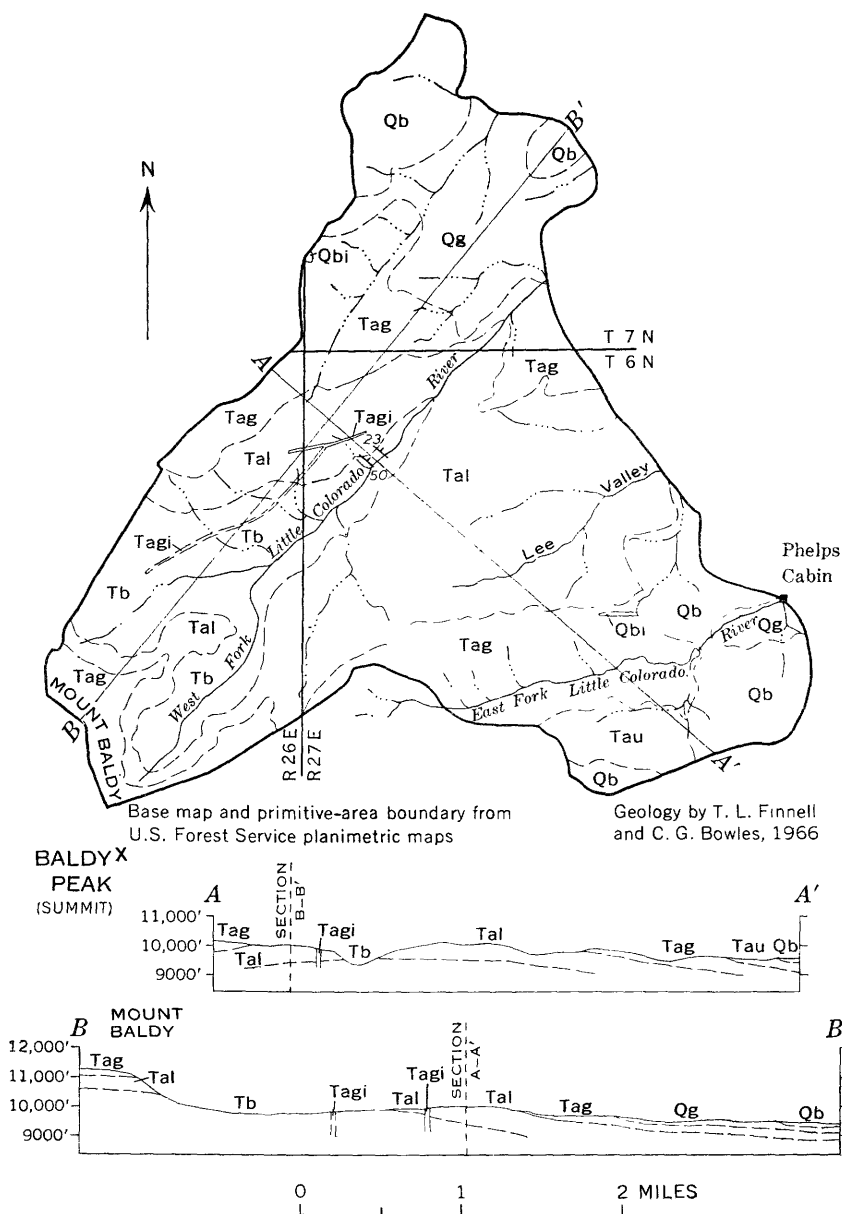 Qb
B'
Qb
N
Qg
Qbi
Tag
T 7 N
T 6 N
River
A
Tag
Tag
Tagi
23
Tal
50
Colorado
Tal
Valley
Little
Tagi
Tb
Lee
Phelps
Cabin
Tb
Tal
Qbi
Qb
River
Qg
Tag
Tb
Fork
West
Tag
East Fork Little Colorado
Qb
MOUNT BALDY
B
Tau
R 26 E
R 27 E
A'
Qb
Base map and primitive-area boundary from
U.S. Forest Service planimetric maps
Geology by T. L. Finnell
and C. G. Bowles, 1966
BALDY X
PEAK
(SUMMIT)
A
SECTION
B-B'
A'
11,000'
10,000'
9000'
Tag
Tal
Tagi
Tb
Tal
Tag
Tau
Qb
B
MOUNT
BALDY
SECTION
A-A'
B
12,000'
11,000'
10,000'
9000'
Tag
Tal
Tb
Tagi
Tagi
Tal
Tal
Tag
Qg
Qb
0 1 2 MILES